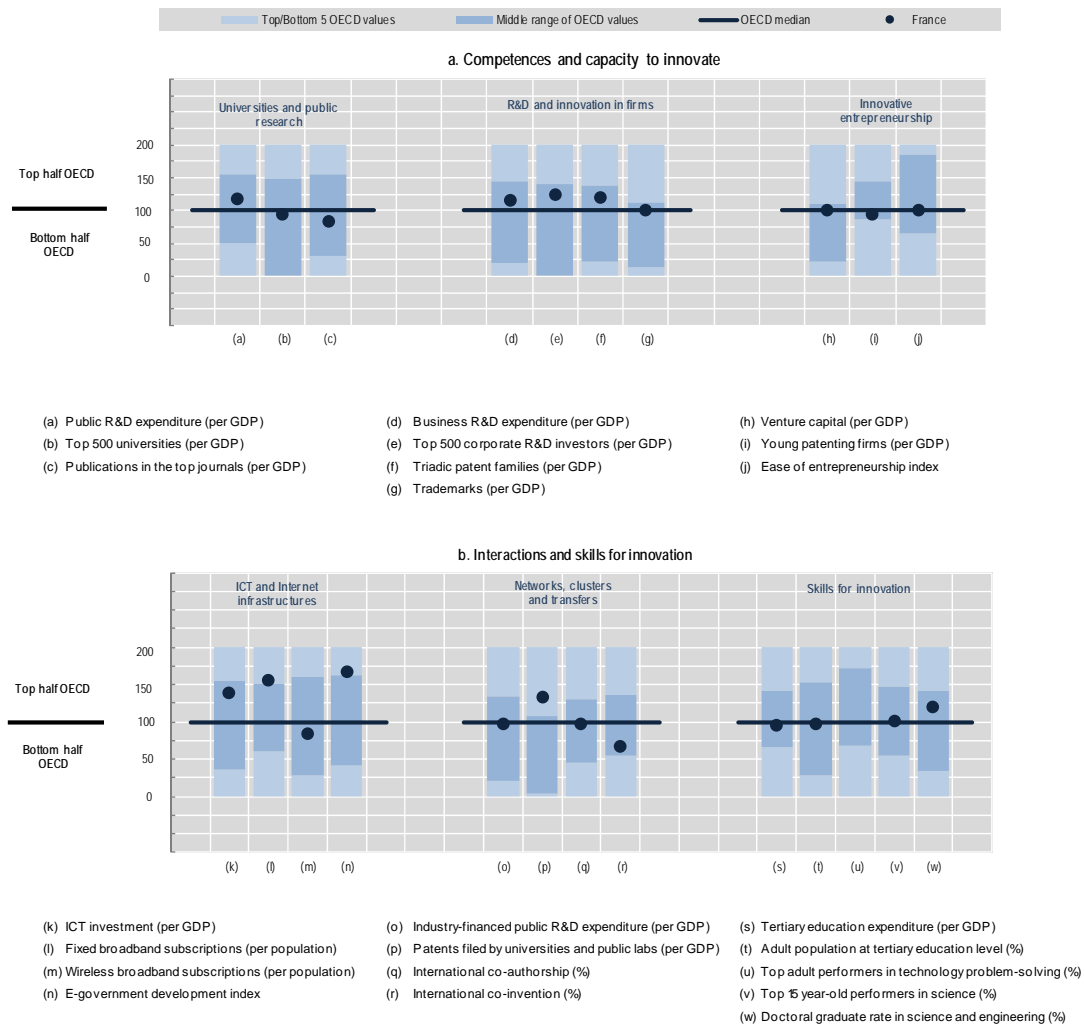 Top/Bottom 5 OECD values Middle range of OECD values OECD median France
a. Competences and capacity to innovate
Universities and public research
R&D and innovation in firms
Innovative entrepreneurship
200
150
100
50
0
Top half OECD
Bottom half OECD
(a) (b) (c) (d) (e) (f) (g) (h) (i) (j)
(a) Public R&D expenditure (per GDP)
(b) Top 500 universities (per GDP)
(c) Publications in the top journals (per GDP)
(d) Business R&D expenditure (per GDP)
(e) Top 500 corporate R&D investors (per GDP)
(f) Triadic patent families (per GDP)
(g) Trademarks (per GDP)
(h) Venture capital (per GDP)
(i) Young patenting firms (per GDP)
(j) Ease of entrepreneurship index
b. Interactions and skills for innovation
ICT and Internet infrastructures
Networks, clusters and transfers
Skills for innovation
200
150
100
50
0
Top half OECD
Bottom half OECD
(k) (l) (m) (n) (o) (p) (q) (r) (s) (t) (u) (v) (w)
(k) ICT investment (per GDP)
(l) Fixed broadband subscriptions (per population)
(m) Wireless broadband subscriptions (per population)
(n) E-government development index
(o) Industry-financed public R&D expenditure (per GDP)
(p) Patents filed by universities and public labs (per GDP)
(q) International co-authorship (%)
(r) International co-invention (%)
(s) Tertiary education expenditure (per GDP)
(t) Adult population at tertiary education level (%)
(u) Top adult performers in technology problem-solving (%)
(v) Top 15 year-old performers in science (%)
(w) Doctoral graduate rate in science and engineering (%)